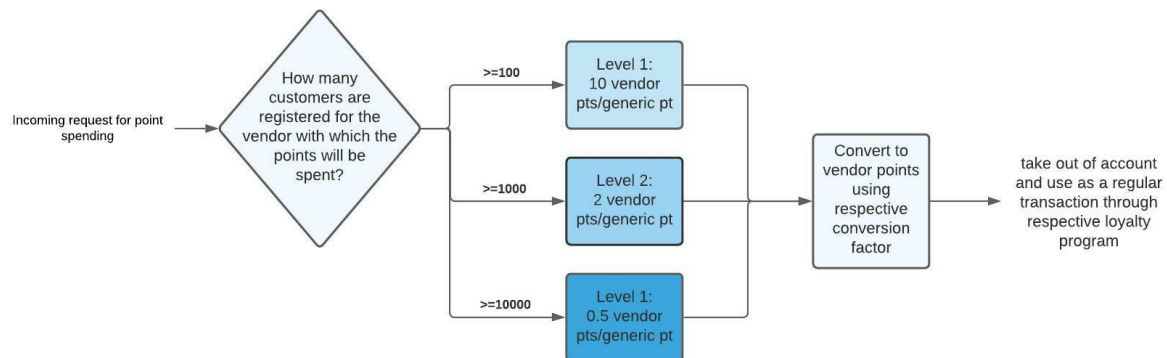 Incoming request for point
spending
How many
customers are
registered for the
vendor with which the
points will be
spent?
>=100
Level 1:
10 vendor
pts/generic pt
>=1000
Level 2:
2 vendor
pts/generic pt
>=10000
Level 1:
0.5 vendor
pts/generic pt
Convert to
vendor points
using
respective
conversion
factor
take out of account
and use as a regular
transaction through
respective loyalty
program